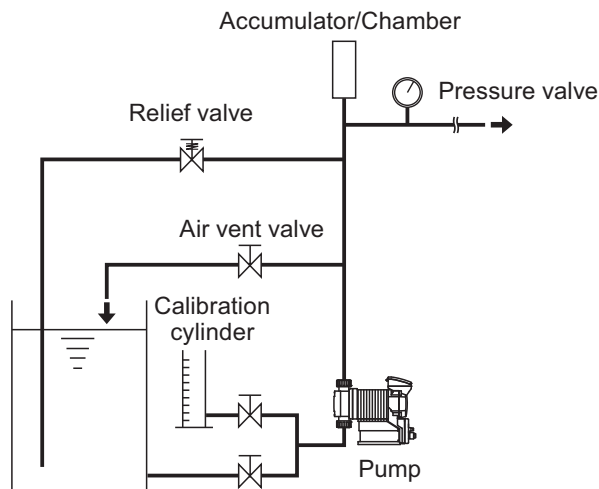 Accumulator/Chamber
Pressure valve
Relief valve
Air vent valve
Calibration
cylinder
Pump